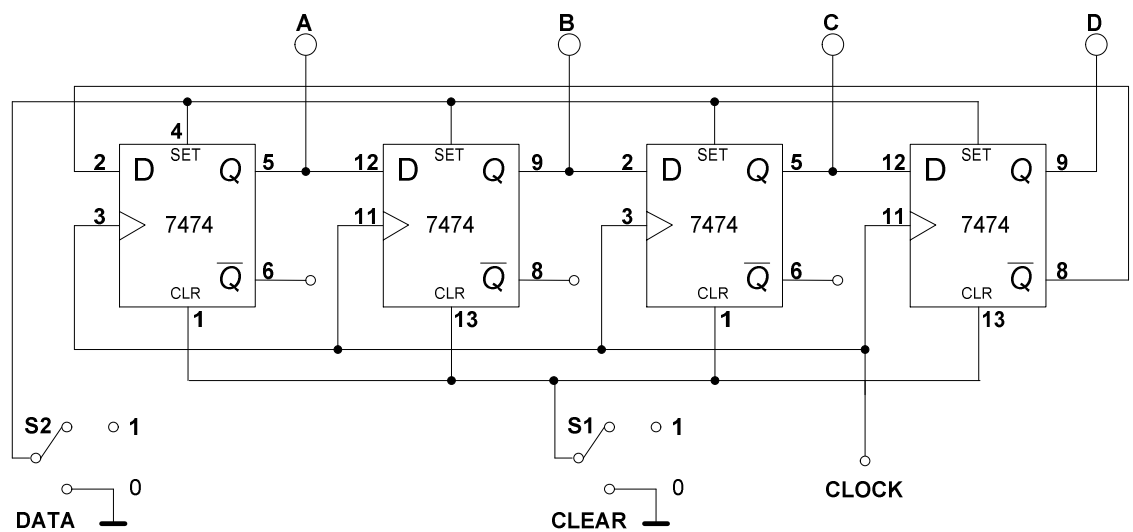 A B C D
4
SET SET SET SET
2 D Q 5 12 D Q 9 2 D Q 5 12 D Q 9
3 7474 11 7474 3 7474 11 7474
Q̅ 6 Q̅ 8 Q̅ 6 Q̅ 8
CLR CLR CLR CLR
1 13 1 13
S2 1 S1 1
0 0 CLOCK
DATA CLEAR